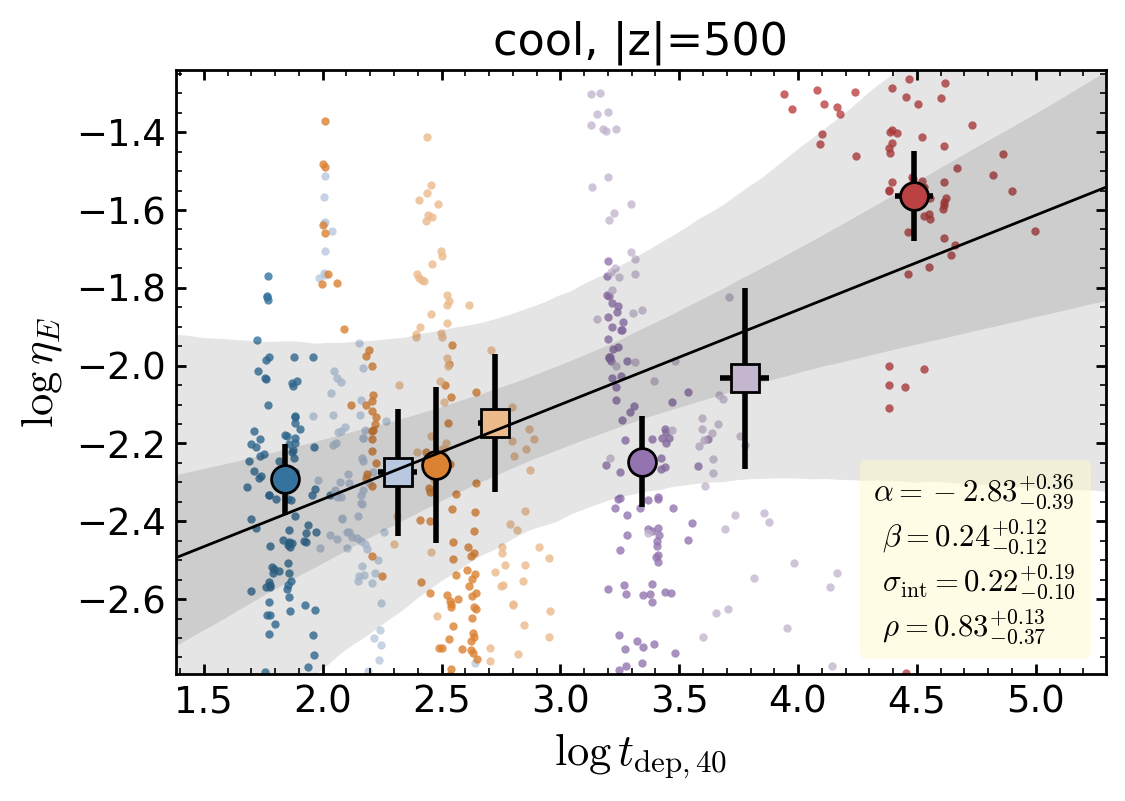 cool, |z|=500
log η_E
−1.4
−1.6
−1.8
−2.0
−2.2
−2.4
−2.6
α = −2.83^{+0.36}_{−0.39}
β = 0.24^{+0.12}_{−0.12}
σ_int = 0.22^{+0.19}_{−0.10}
ρ = 0.83^{+0.13}_{−0.37}
1.5 2.0 2.5 3.0 3.5 4.0 4.5 5.0
log t_{dep, 40}